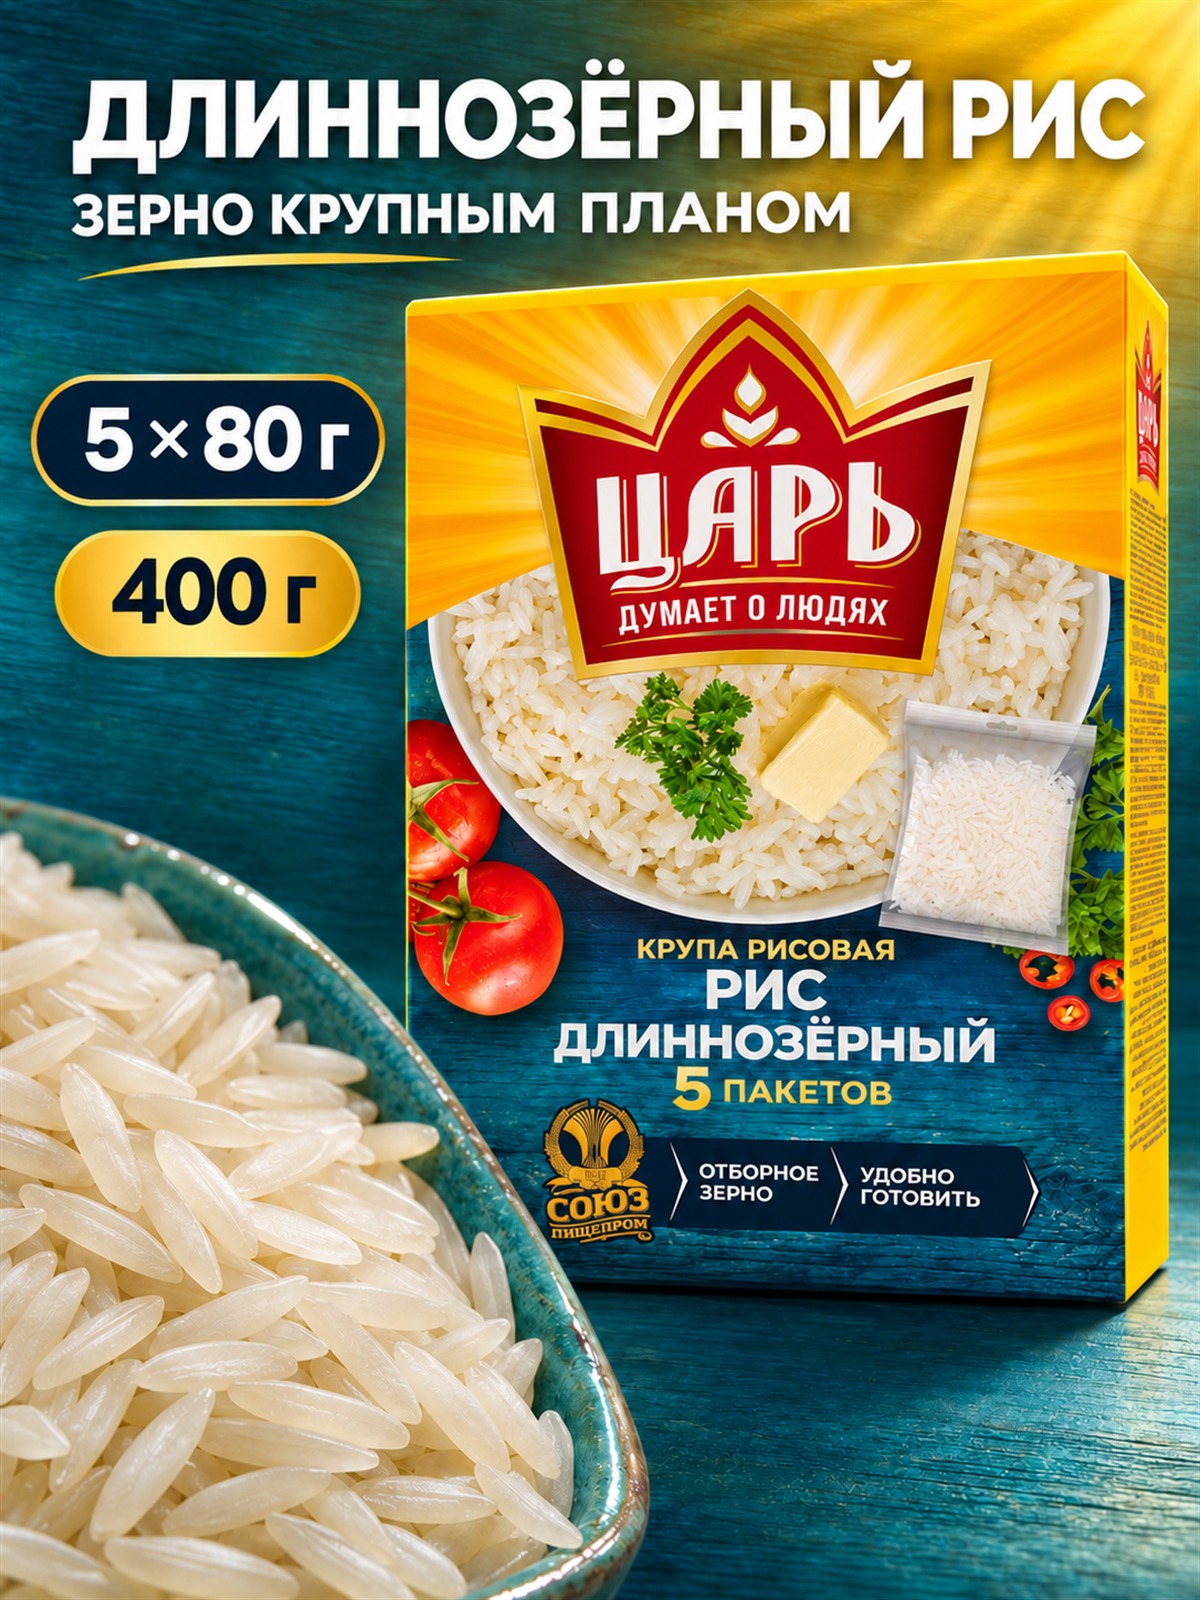 ДЛИННОЗЁРНЫЙ РИС
ЗЕРНО КРУПНЫМ ПЛАНОМ
5 × 80 г
400 г
ЦАРЬ
ДУМАЕТ О ЛЮДЯХ
КРУПА РИСОВАЯ
РИС
ДЛИННОЗЁРНЫЙ
5 ПАКЕТОВ
СОЮЗ
ПИЩЕПРОМ
ОТБОРНОЕ
ЗЕРНО
УДОБНО
ГОТОВИТЬ
ЦАРЬ